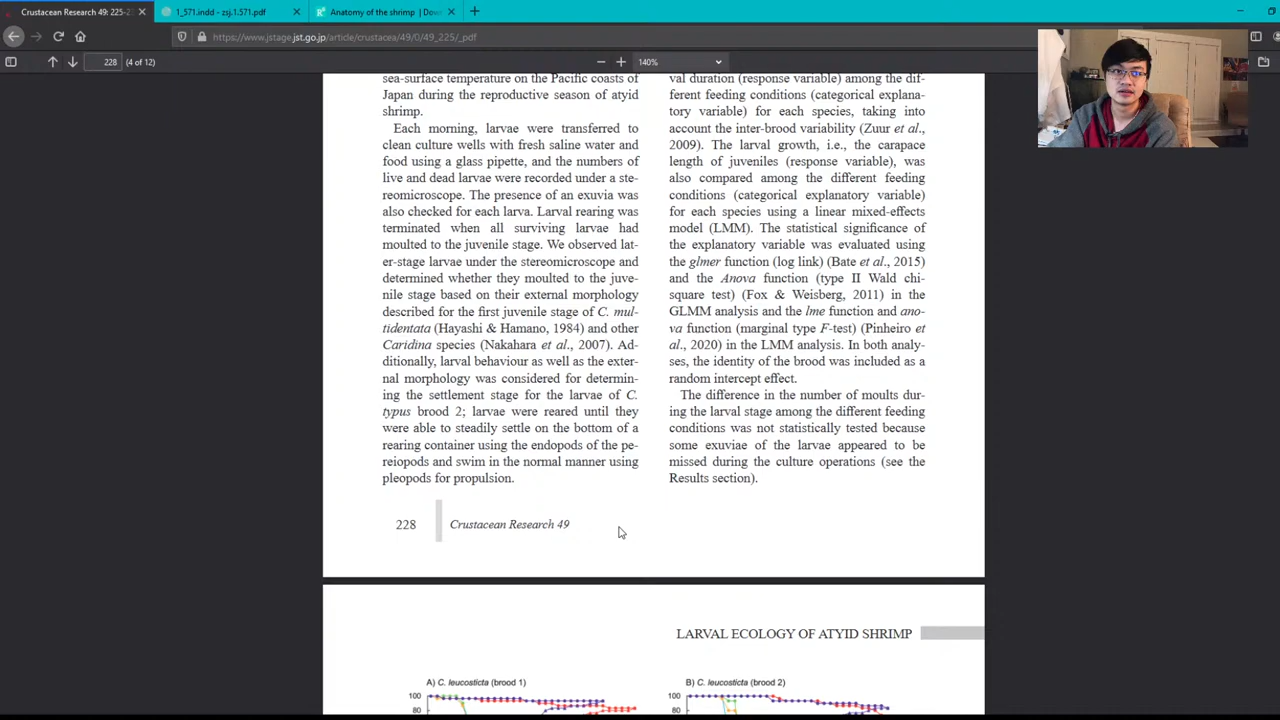 Crustacean Research 49: 225-2
1_571.indd - zsj.1.571.pdf
Anatomy of the shrimp | Dow
https://www.jstage.jst.go.jp/article/crustacea/49/0/49_225/_pdf
228 (4 of 12)
140%
sea-surface temperature on the Pacific coasts of
Japan during the reproductive season of atyid
shrimp.
Each morning, larvae were transferred to
clean culture wells with fresh saline water and
food using a glass pipette, and the numbers of
live and dead larvae were recorded under a ste-
reomicroscope. The presence of an exuvia was
also checked for each larva. Larval rearing was
terminated when all surviving larvae had
moulted to the juvenile stage. We observed lat-
er-stage larvae under the stereomicroscope and
determined whether they moulted to the juve-
nile stage based on their external morphology
described for the first juvenile stage of C. mul-
tidentata (Hayashi & Hamano, 1984) and other
Caridina species (Nakahara et al., 2007). Ad-
ditionally, larval behaviour as well as the exter-
nal morphology was considered for determin-
ing the settlement stage for the larvae of C.
typus brood 2; larvae were reared until they
were able to steadily settle on the bottom of a
rearing container using the endopods of the pe-
reiopods and swim in the normal manner using
pleopods for propulsion.
val duration (response variable) among the dif-
ferent feeding conditions (categorical explana-
tory variable) for each species, taking into
account the inter-brood variability (Zuur et al.,
2009). The larval growth, i.e., the carapace
length of juveniles (response variable), was
also compared among the different feeding
conditions (categorical explanatory variable)
for each species using a linear mixed-effects
model (LMM). The statistical significance of
the explanatory variable was evaluated using
the glmer function (log link) (Bate et al., 2015)
and the Anova function (type II Wald chi-
square test) (Fox & Weisberg, 2011) in the
GLMM analysis and the lme function and ano-
va function (marginal type F-test) (Pinheiro et
al., 2020) in the LMM analysis. In both analy-
ses, the identity of the brood was included as a
random intercept effect.
The difference in the number of moults dur-
ing the larval stage among the different feeding
conditions was not statistically tested because
some exuviae of the larvae appeared to be
missed during the culture operations (see the
Results section).
228
Crustacean Research 49
LARVAL ECOLOGY OF ATYID SHRIMP
A) C. leucosticta (brood 1)
B) C. leucosticta (brood 2)
100
80
100
80